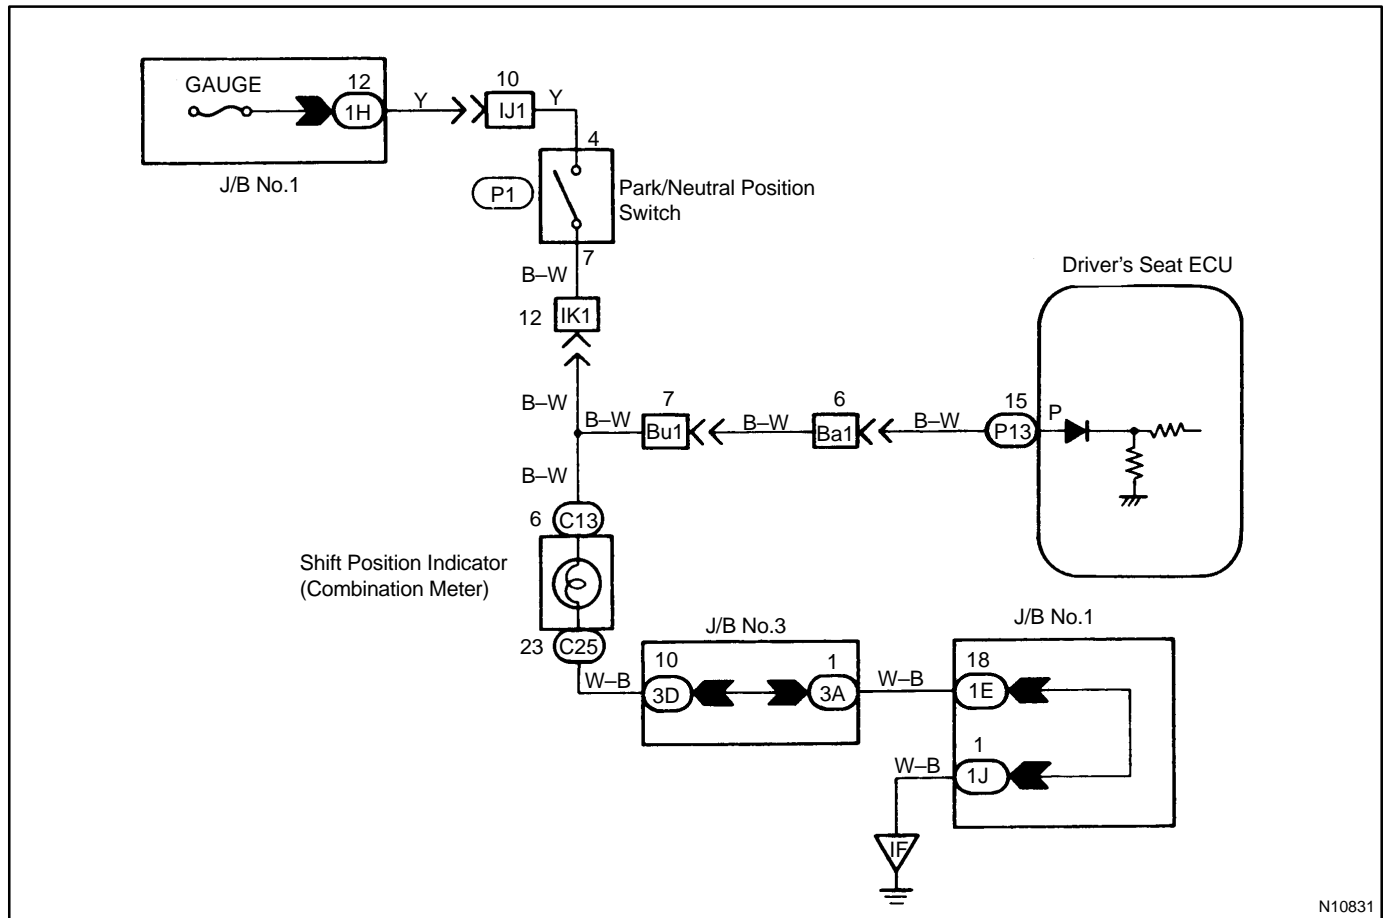 GAUGE
12
1H
Y
10
IJ1
Y
J/B No.1
4
P1
Park/Neutral Position
Switch
7
B–W
12
IK1
Driver's Seat ECU
B–W
B–W
7
Bu1
B–W
6
Ba1
B–W
15
P13
P
B–W
6
C13
Shift Position Indicator
(Combination Meter)
23
C25
W–B
J/B No.3
10
3D
1
3A
W–B
J/B No.1
18
1E
1
1J
W–B
IF
N10831